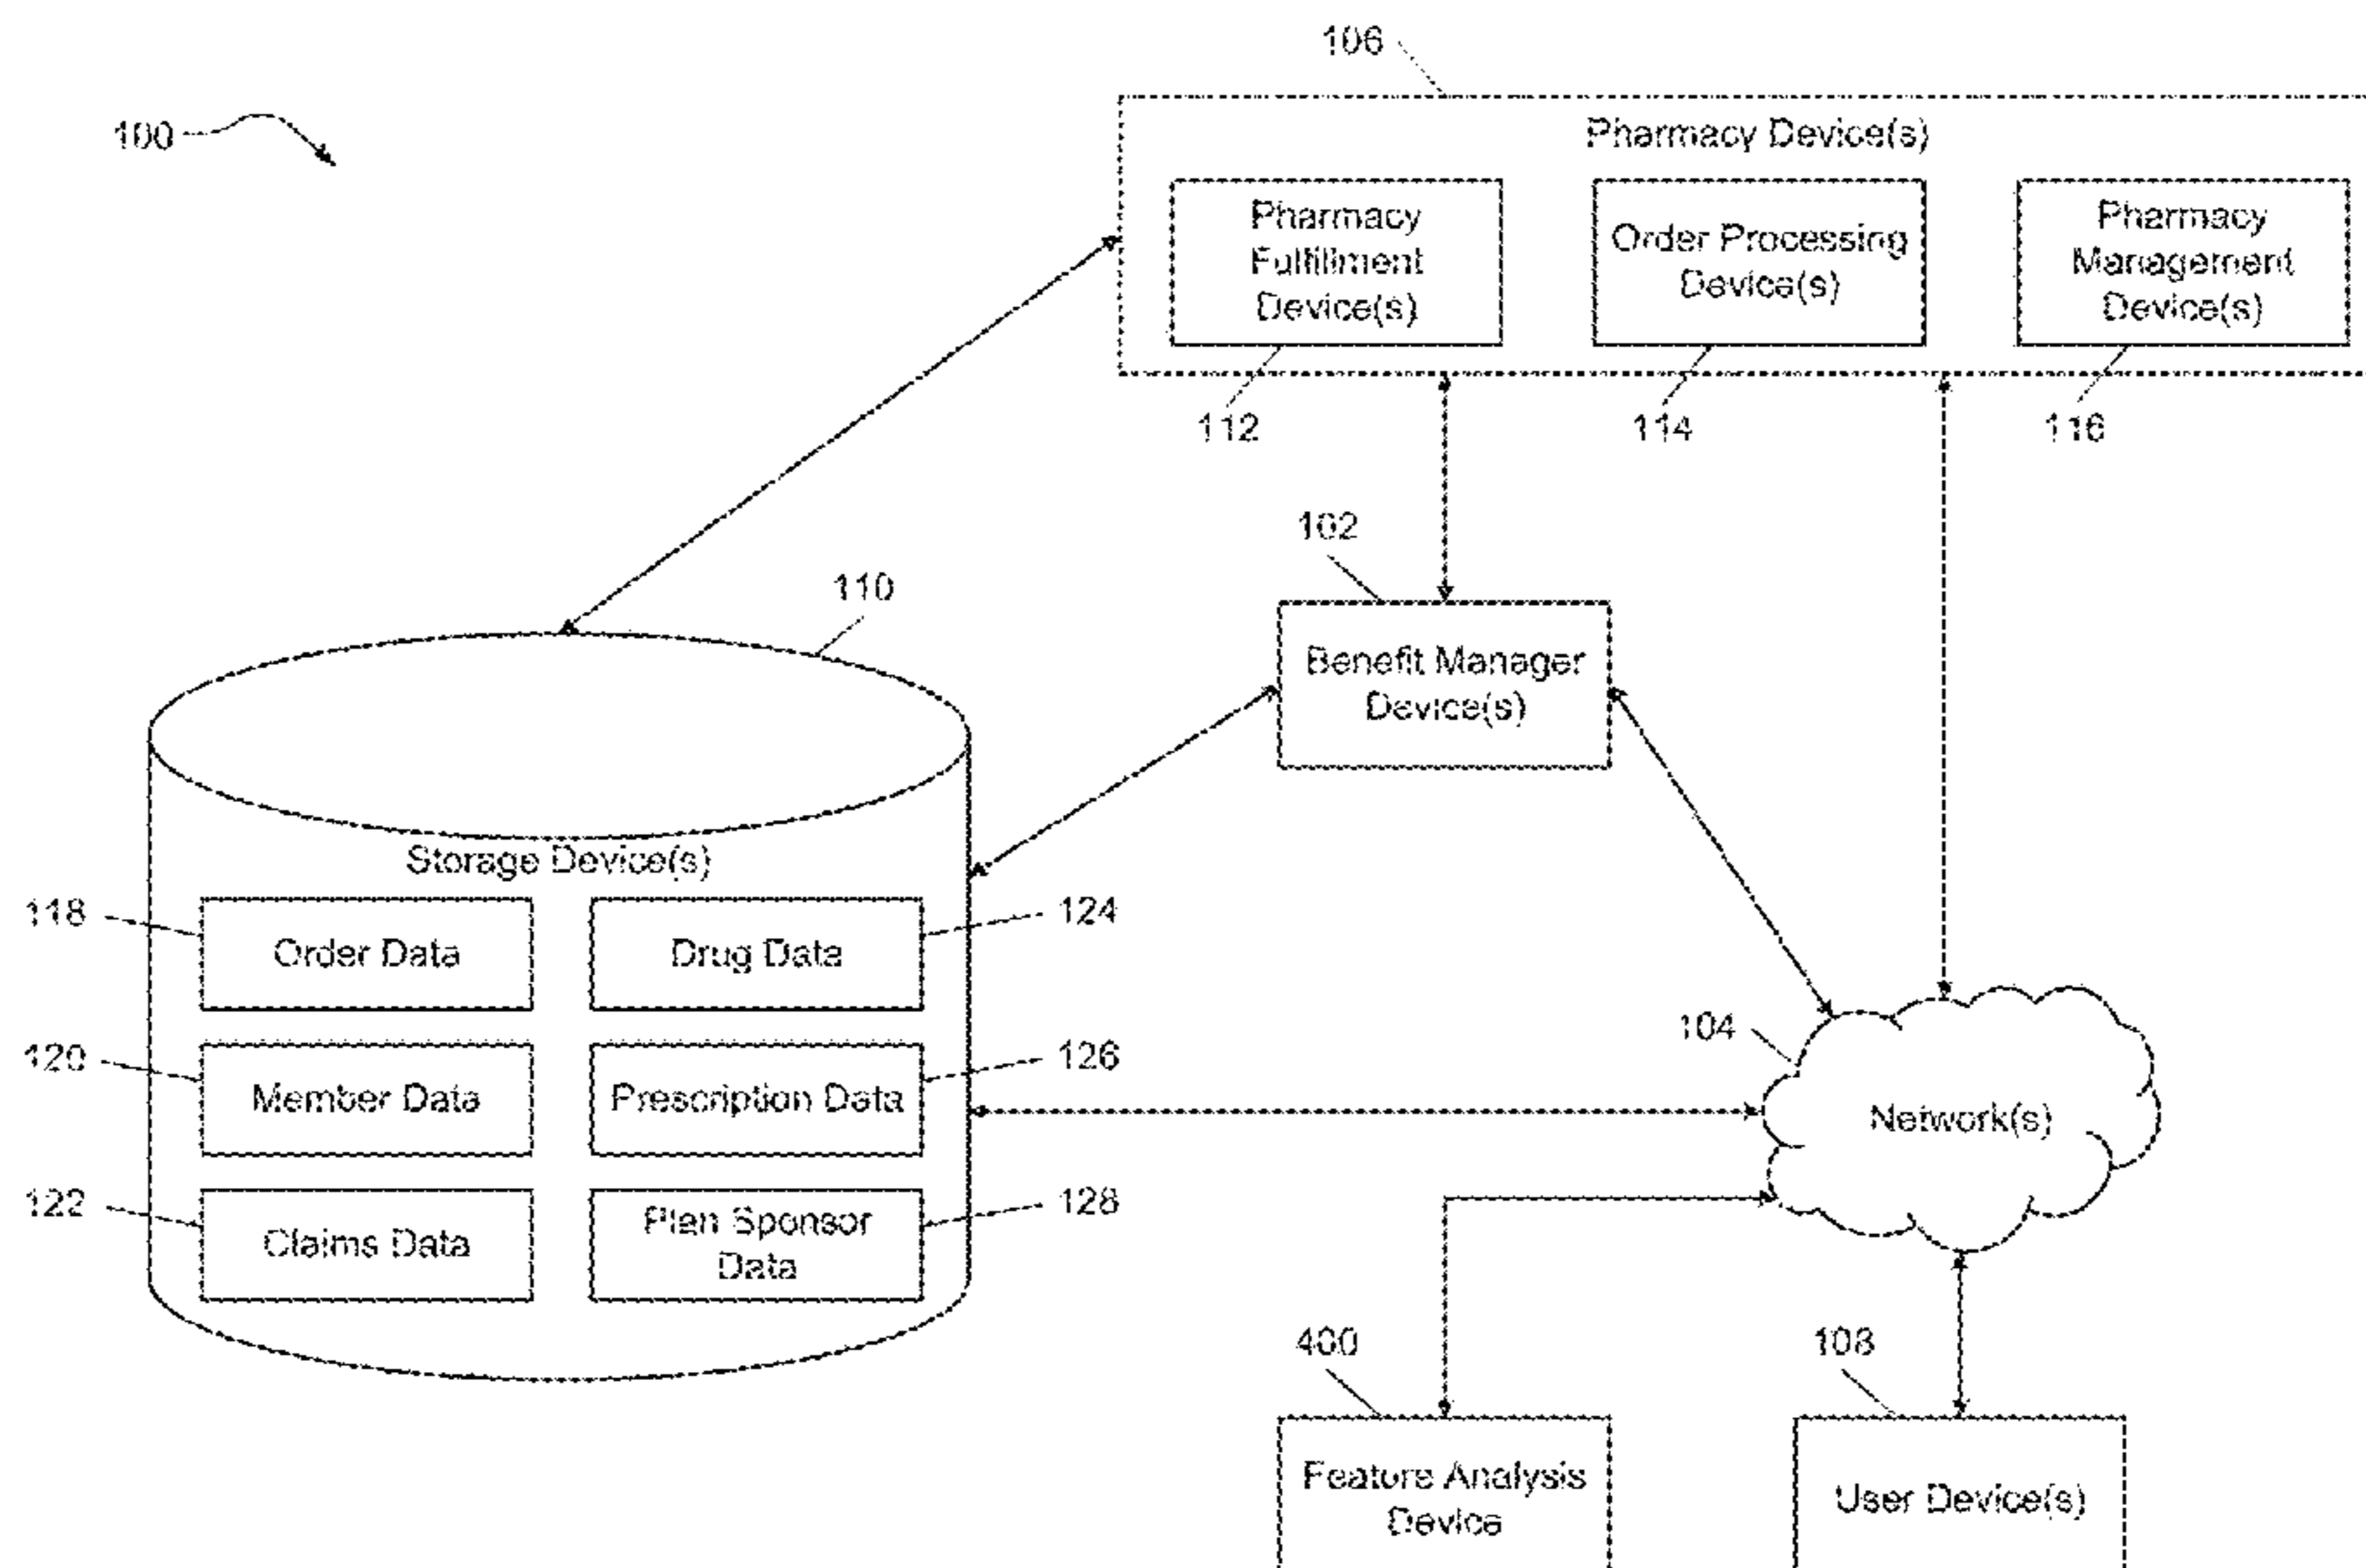 106
100
Pharmacy Device(s)
Pharmacy
Fulfillment
Device(s)
Order Processing
Device(s)
Pharmacy
Management
Device(s)
112
114
116
102
110
Benefit Manager
Device(s)
Storage Device(s)
118
Order Data
Drug Data
124
120
Member Data
Prescription Data
126
122
Claims Data
Plan Sponsor
Data
128
104
Network(s)
400
108
Feature Analysis
Device
User Device(s)